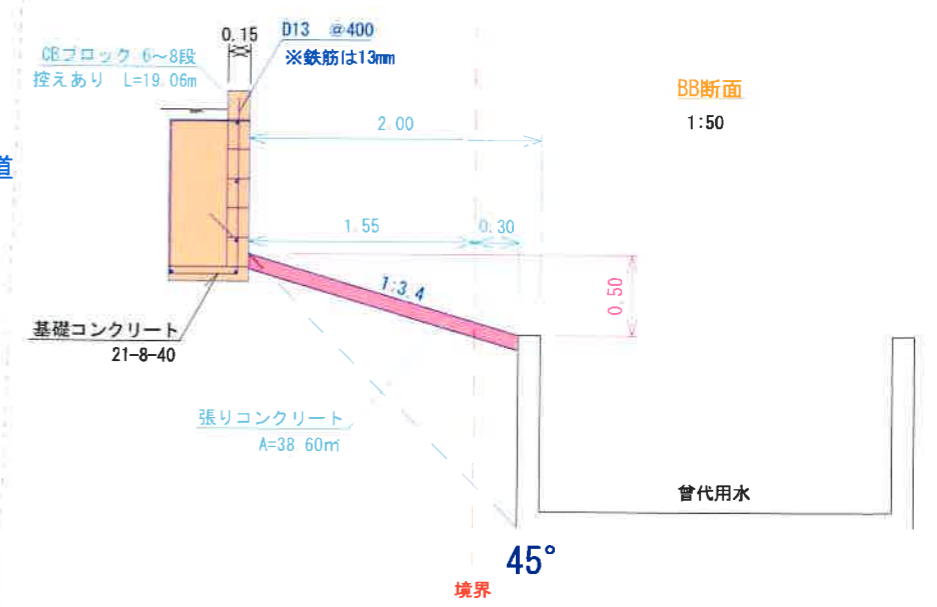 0.15
D13 @400
※鉄筋は13mm
CBブロック 6~8段
控えあり L=19.06m
BB断面
1:50
道
2.00
1.55
0.30
1:3.4
0.50
基礎コンクリート
21-8-40
張りコンクリート
A=38.60㎡
曾代用水
45°
境界